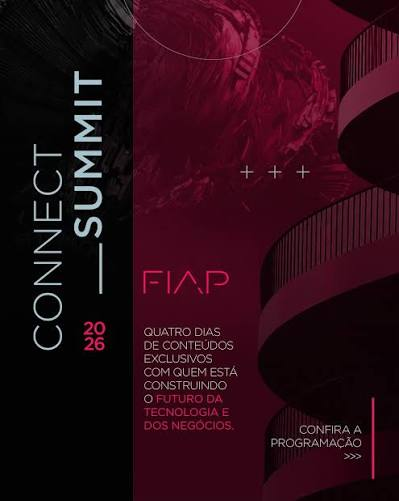 CONNECT
__SUMMIT
20
26
+ + +
FIAP
QUATRO DIAS
DE CONTEÚDOS
EXCLUSIVOS
COM QUEM ESTÁ
CONSTRUINDO
O FUTURO DA
TECNOLOGIA E
DOS NEGÓCIOS.
CONFIRA A
PROGRAMAÇÃO
>>>